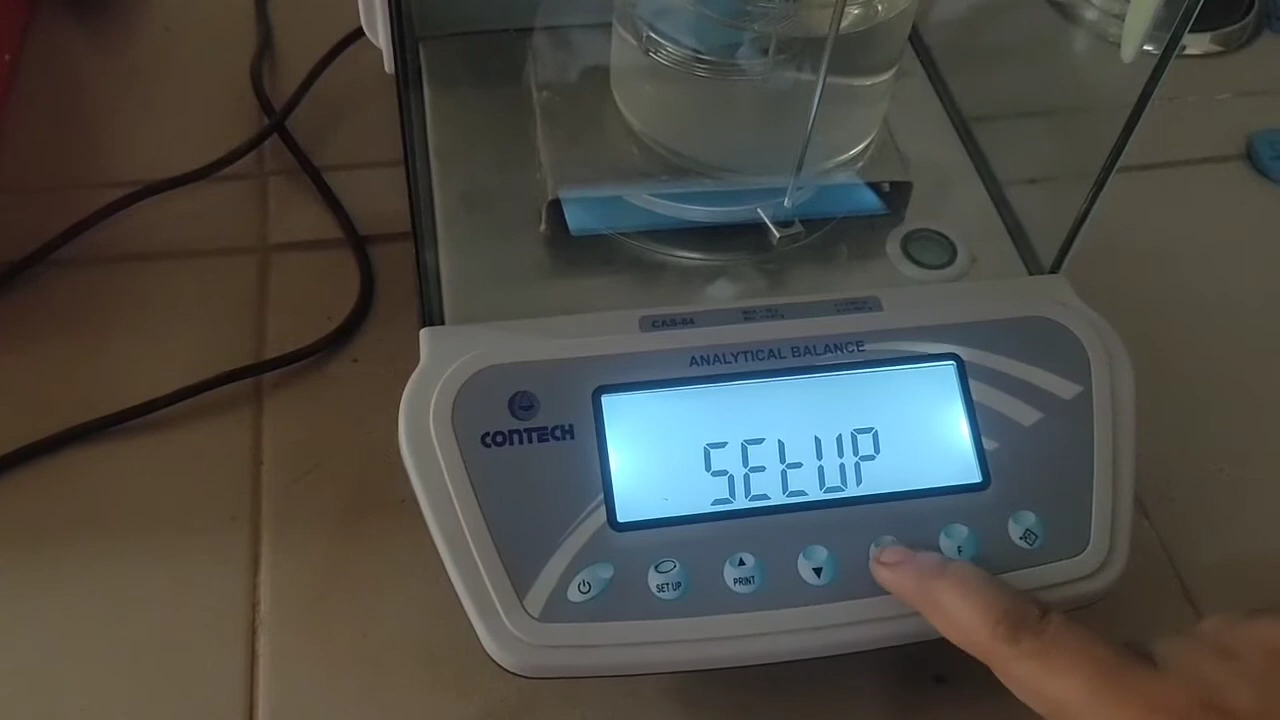 CAS-64
ANALYTICAL BALANCE
CONTECH
SEtUP
SET UP
PRINT
F